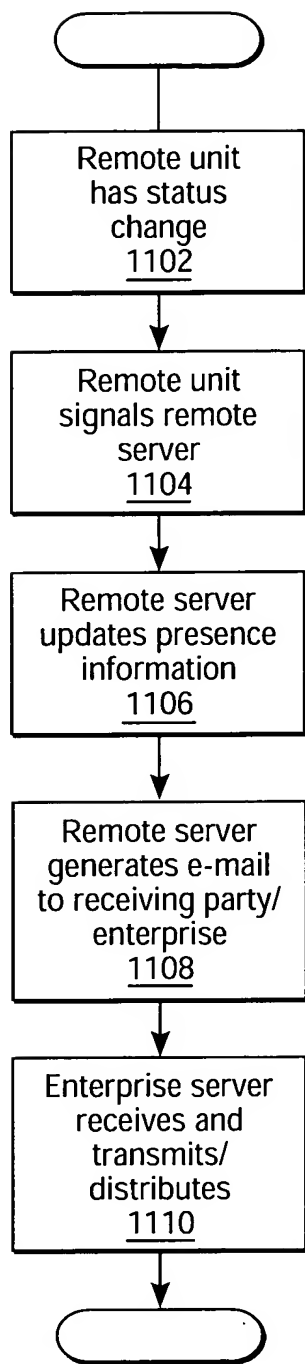 Remote unit
has status
change
1102
Remote unit
signals remote
server
1104
Remote server
updates presence
information
1106
Remote server
generates e-mail
to receiving party/
enterprise
1108
Enterprise server
receives and
transmits/
distributes
1110